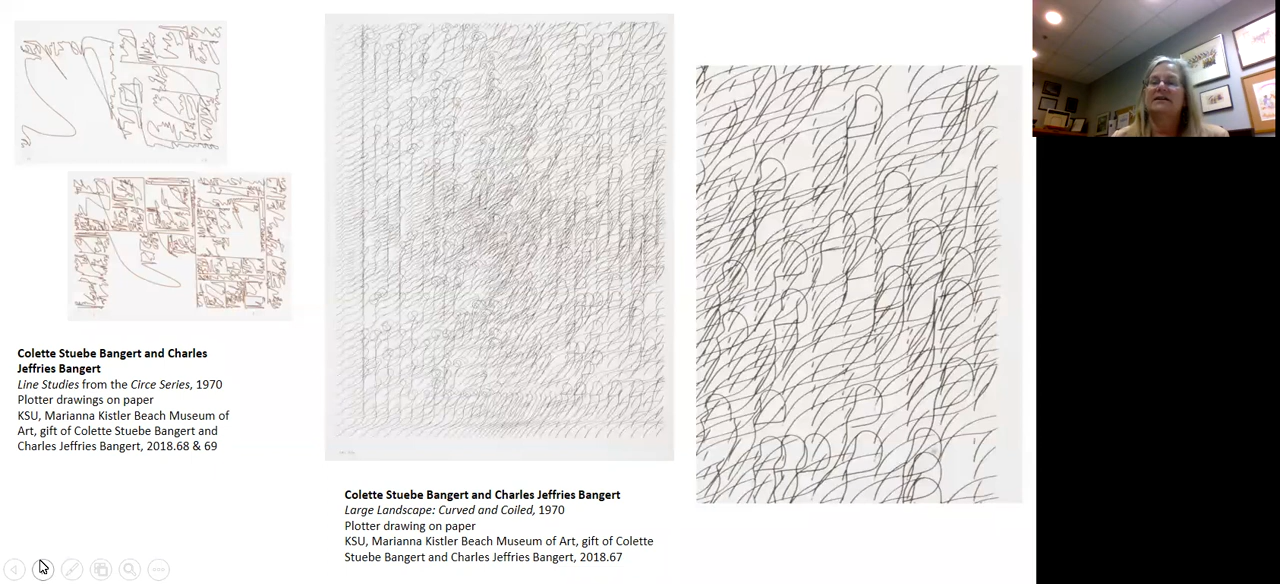 Colette Stuebe Bangert and Charles
Jeffries Bangert
Line Studies from the Circe Series, 1970
Plotter drawings on paper
KSU, Marianna Kistler Beach Museum of
Art, gift of Colette Stuebe Bangert and
Charles Jeffries Bangert, 2018.68 & 69
Colette Stuebe Bangert and Charles Jeffries Bangert
Large Landscape: Curved and Coiled, 1970
Plotter drawing on paper
KSU, Marianna Kistler Beach Museum of Art, gift of Colette
Stuebe Bangert and Charles Jeffries Bangert, 2018.67